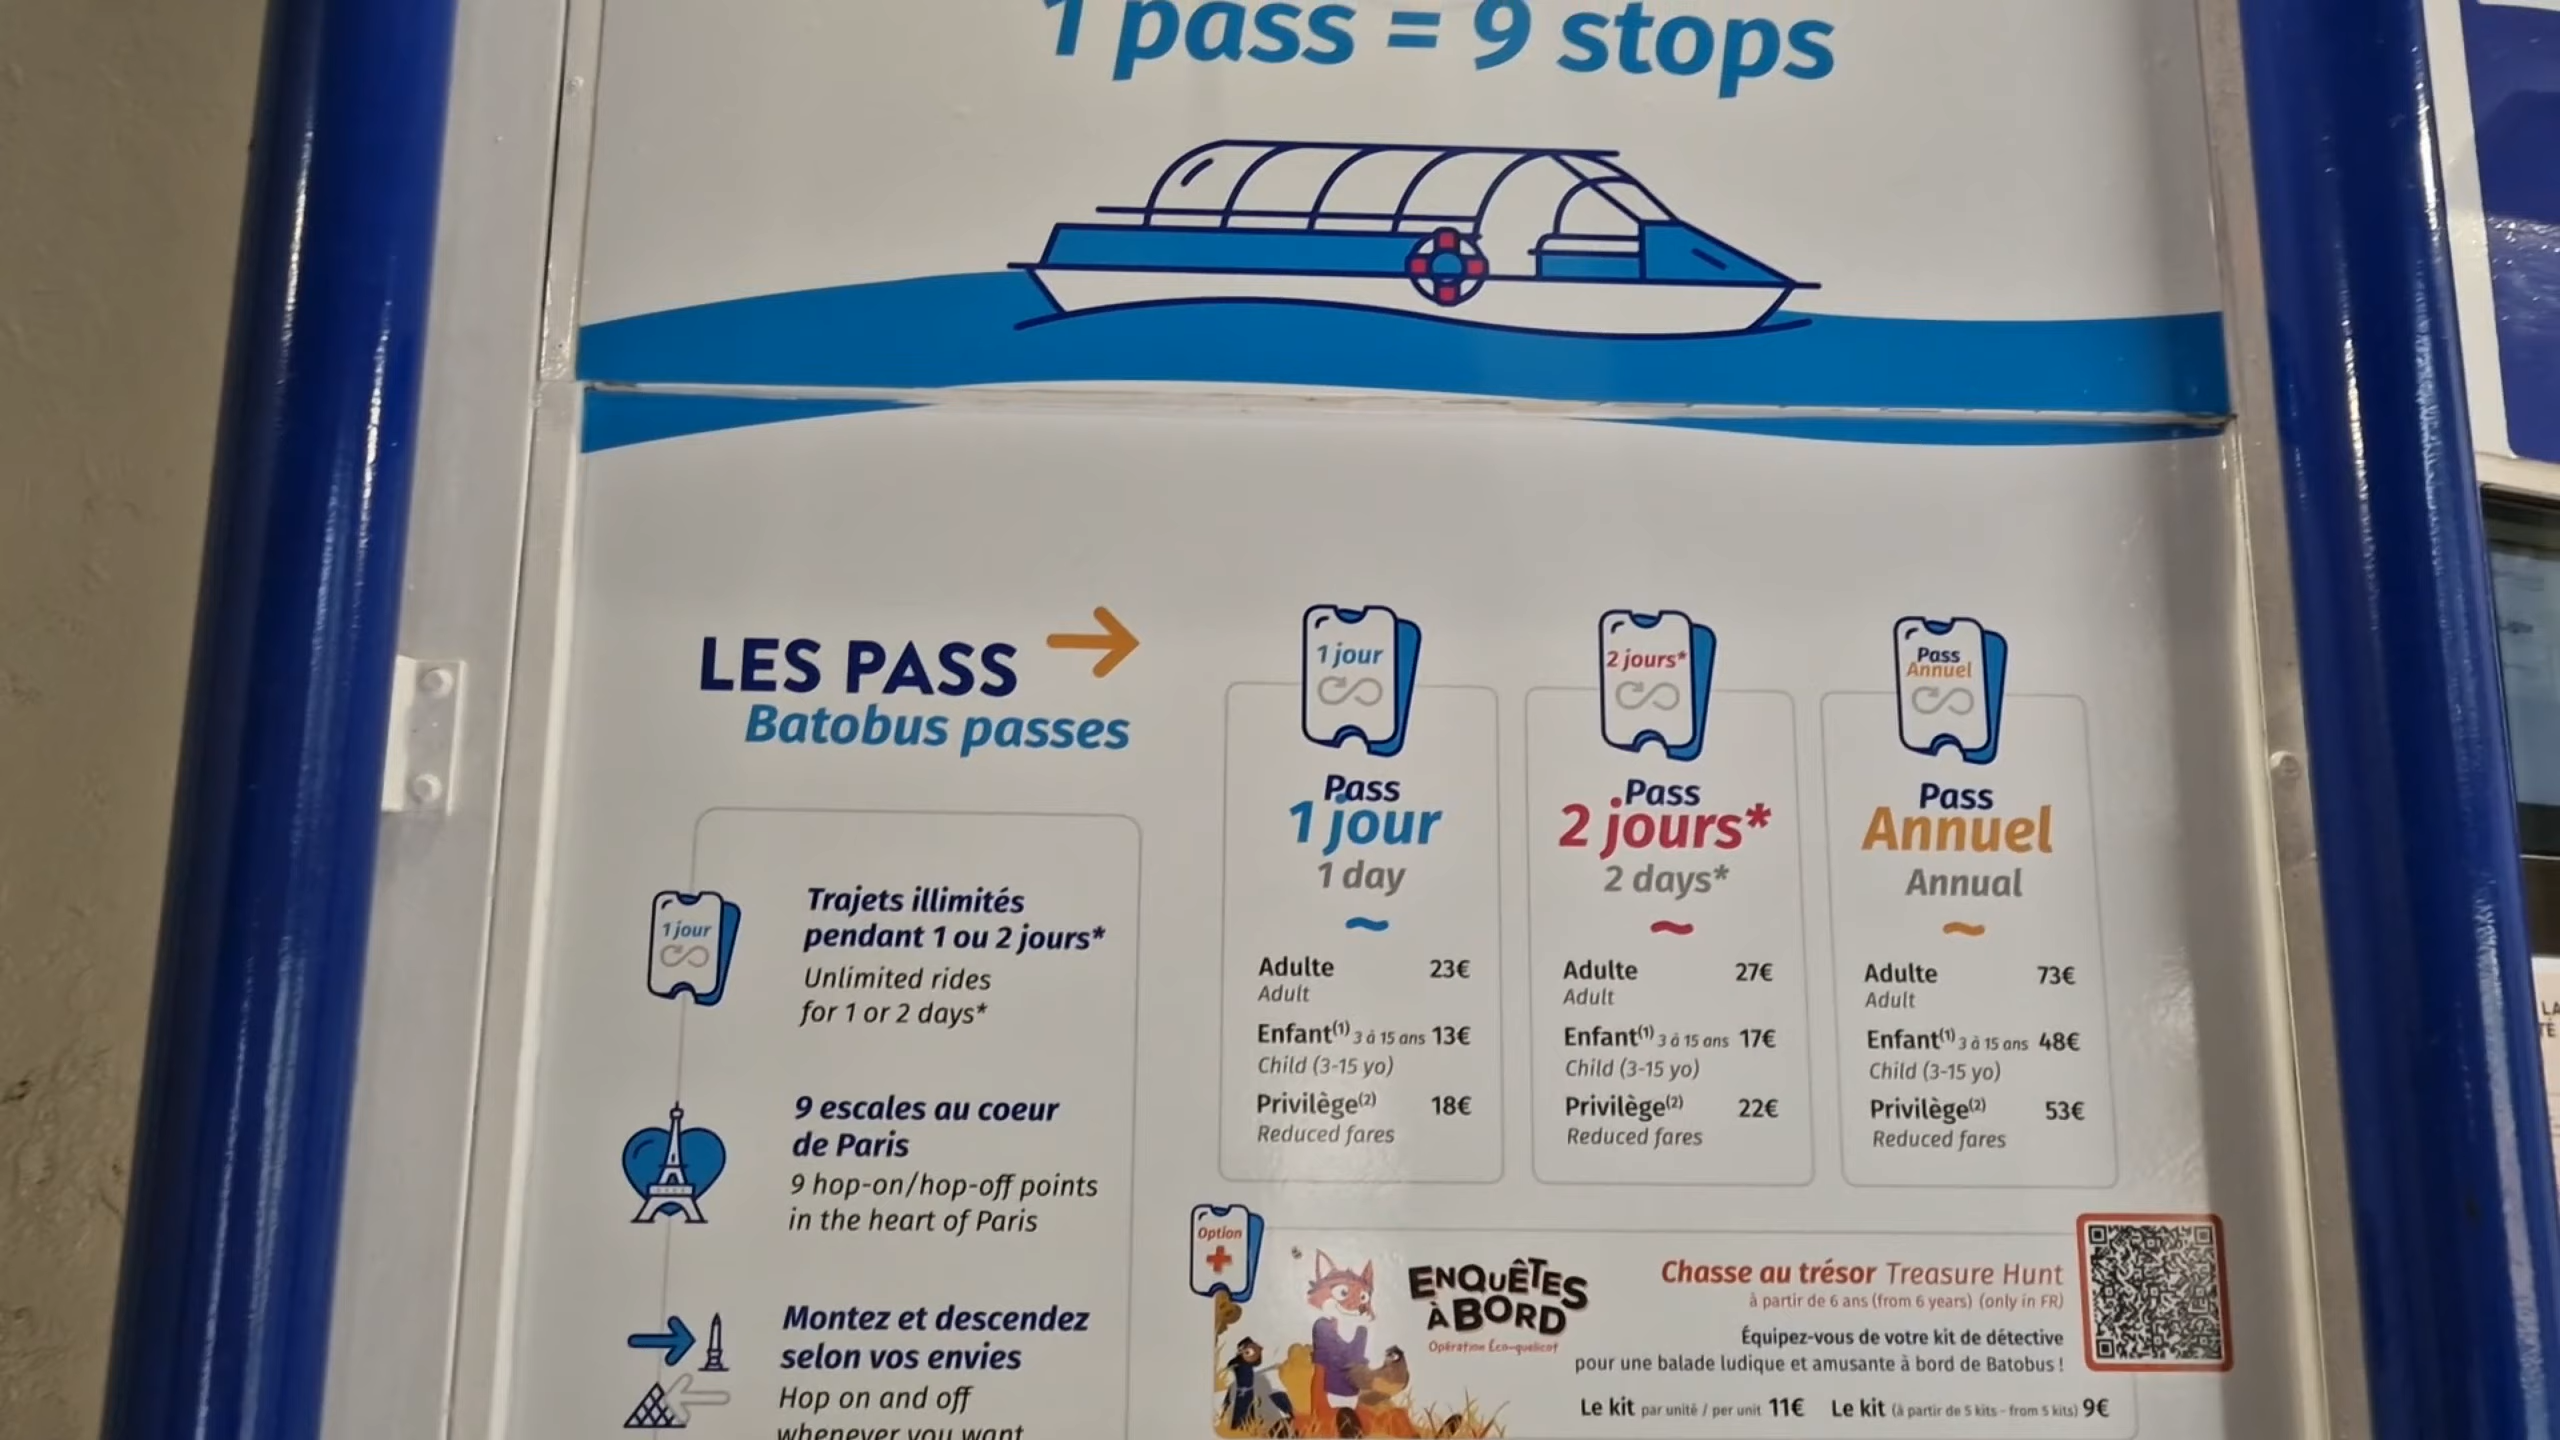 1 pass = 9 stops
LES PASS
Batobus passes
1 jour
Trajets illimités
pendant 1 ou 2 jours*
Unlimited rides
for 1 or 2 days*
9 escales au coeur
de Paris
9 hop-on/hop-off points
in the heart of Paris
Montez et descendez
selon vos envies
Hop on and off
whenever you want
1 jour
Pass
1 jour
1 day
Adulte 23€
Adult
Enfant(1) 3 à 15 ans 13€
Child (3-15 yo)
Privilège(2) 18€
Reduced fares
2 jours*
Pass
2 jours*
2 days*
Adulte 27€
Adult
Enfant(1) 3 à 15 ans 17€
Child (3-15 yo)
Privilège(2) 22€
Reduced fares
Pass
Annuel
Pass
Annuel
Annual
Adulte 73€
Adult
Enfant(1) 3 à 15 ans 48€
Child (3-15 yo)
Privilège(2) 53€
Reduced fares
Option
ENQUÊTES
À BORD
Opération Éco-quelicot
Chasse au trésor Treasure Hunt
à partir de 6 ans (from 6 years) (only in FR)
Équipez-vous de votre kit de détective
pour une balade ludique et amusante à bord de Batobus !
Le kit par unité / per unit 11€ Le kit (à partir de 5 kits - from 5 kits) 9€